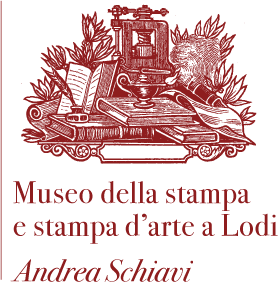 Museo della stampa
e stampa d'arte a Lodi
Andrea Schiavi